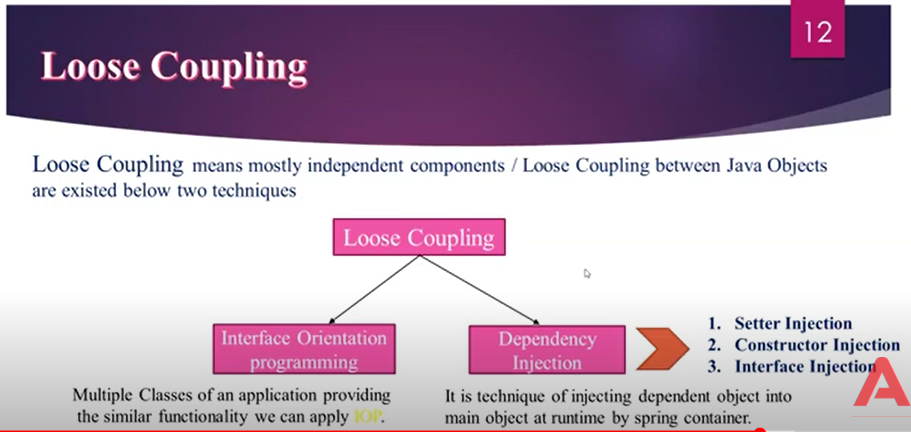 12
Loose Coupling
Loose Coupling means mostly independent components / Loose Coupling between Java Objects
are existed below two techniques
Loose Coupling
Interface Orientation
programming
Dependency
Injection
1. Setter Injection
2. Constructor Injection
3. Interface Injection
Multiple Classes of an application providing
the similar functionality we can apply IOP.
It is technique of injecting dependent object into
main object at runtime by spring container.
A